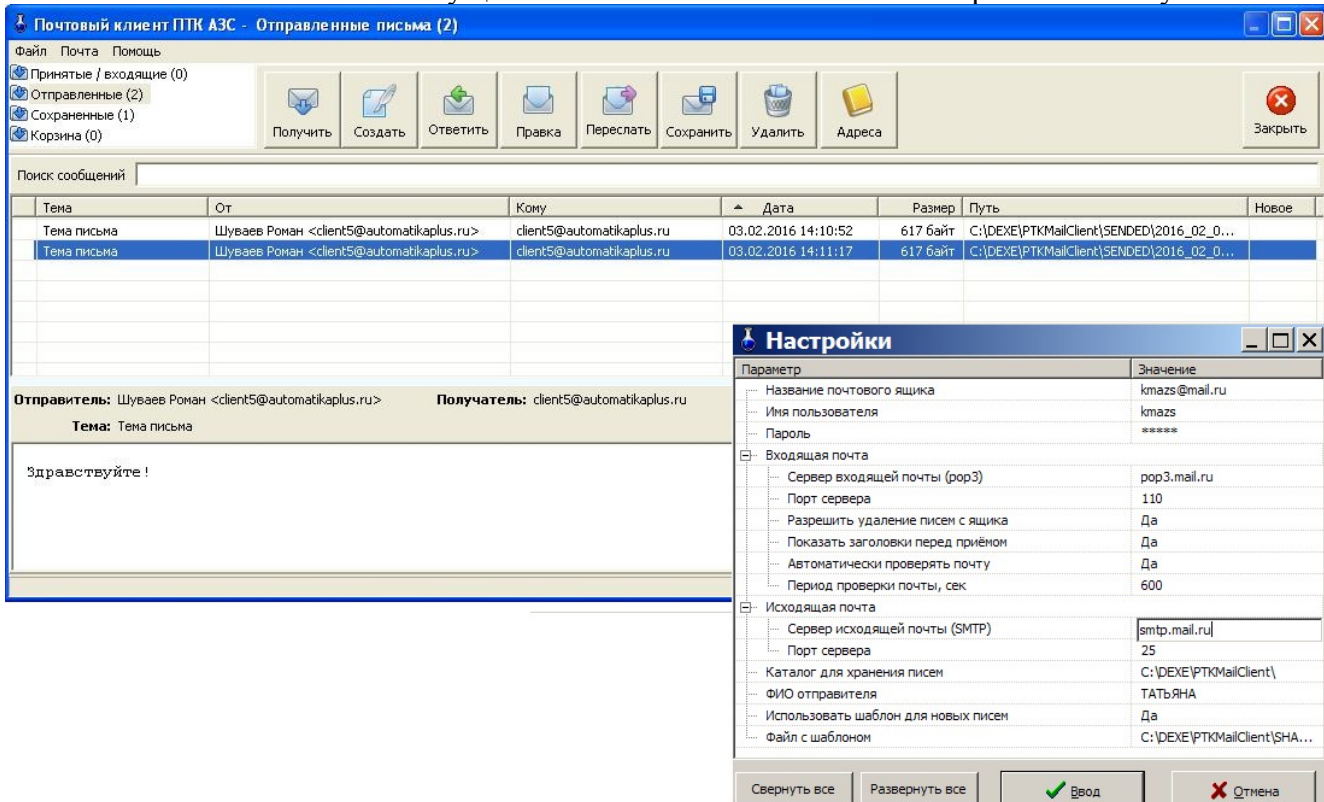 Почтовый клиент ПТК АЗС - Отправленные письма (2)
Файл Почта Помощь
Принятые / входящие (0)
Отправленные (2)
Сохраненные (1)
Корзина (0)
Получить Создать Ответить Правка Переслать Сохранить Удалить Адреса Закрыть
Поиск сообщений
Тема От Кому Дата Размер Путь Новое
Тема письма Шуваев Роман <client5@automatikaplus.ru> client5@automatikaplus.ru 03.02.2016 14:10:52 617 байт C:\DEXE\PTKMailClient\SENDED\2016_02_0...
Тема письма Шуваев Роман <client5@automatikaplus.ru> client5@automatikaplus.ru 03.02.2016 14:11:17 617 байт C:\DEXE\PTKMailClient\SENDED\2016_02_0...
Отправитель: Шуваев Роман <client5@automatikaplus.ru> Получатель: client5@automatikaplus.ru
Тема: Тема письма
Здравствуйте!
Настройки
Параметр Значение
Название почтового ящика kmazs@mail.ru
Имя пользователя kmazs
Пароль *****
Входящая почта
Сервер входящей почты (pop3) pop3.mail.ru
Порт сервера 110
Разрешить удаление писем с ящика Да
Показать заголовки перед приёмом Да
Автоматически проверять почту Да
Период проверки почты, сек 600
Исходящая почта
Сервер исходящей почты (SMTP) smtp.mail.ru
Порт сервера 25
Каталог для хранения писем C:\DEXE\PTKMailClient\
ФИО отправителя ТАТЬЯНА
Использовать шаблон для новых писем Да
Файл с шаблоном C:\DEXE\PTKMailClient\SHA...
Свернуть все Развернуть все Ввод Отмена